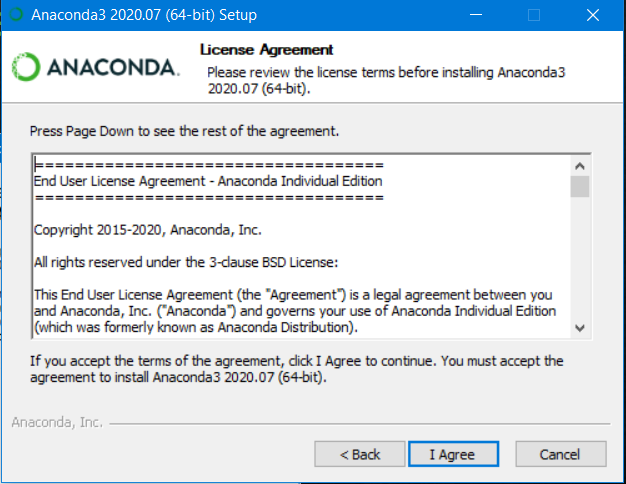 Anaconda3 2020.07 (64-bit) Setup
License Agreement
ANACONDA.
Please review the license terms before installing Anaconda3
2020.07 (64-bit).
Press Page Down to see the rest of the agreement.
===================================
End User License Agreement - Anaconda Individual Edition
===================================
Copyright 2015-2020, Anaconda, Inc.
All rights reserved under the 3-clause BSD License:
This End User License Agreement (the "Agreement") is a legal agreement between you
and Anaconda, Inc. ("Anaconda") and governs your use of Anaconda Individual Edition
(which was formerly known as Anaconda Distribution).
If you accept the terms of the agreement, click I Agree to continue. You must accept the
agreement to install Anaconda3 2020.07 (64-bit).
Anaconda, Inc.
< Back
I Agree
Cancel